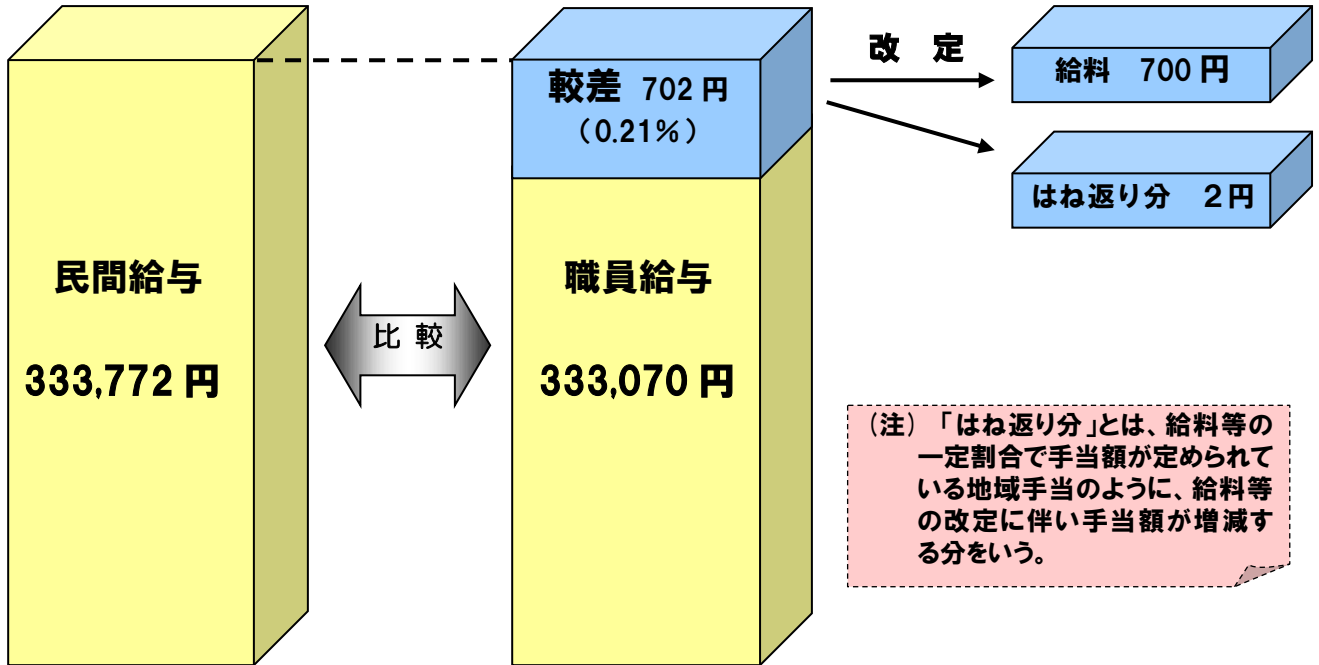 民間給与
333,772 円
比 較
較差 702 円
（0.21％）
職員給与
333,070 円
改 定
給料 700 円
はね返り分 ２円
（注）「はね返り分」とは、給料等の
一定割合で手当額が定められて
いる地域手当のように、給料等
の改定に伴い手当額が増減す
る分をいう。